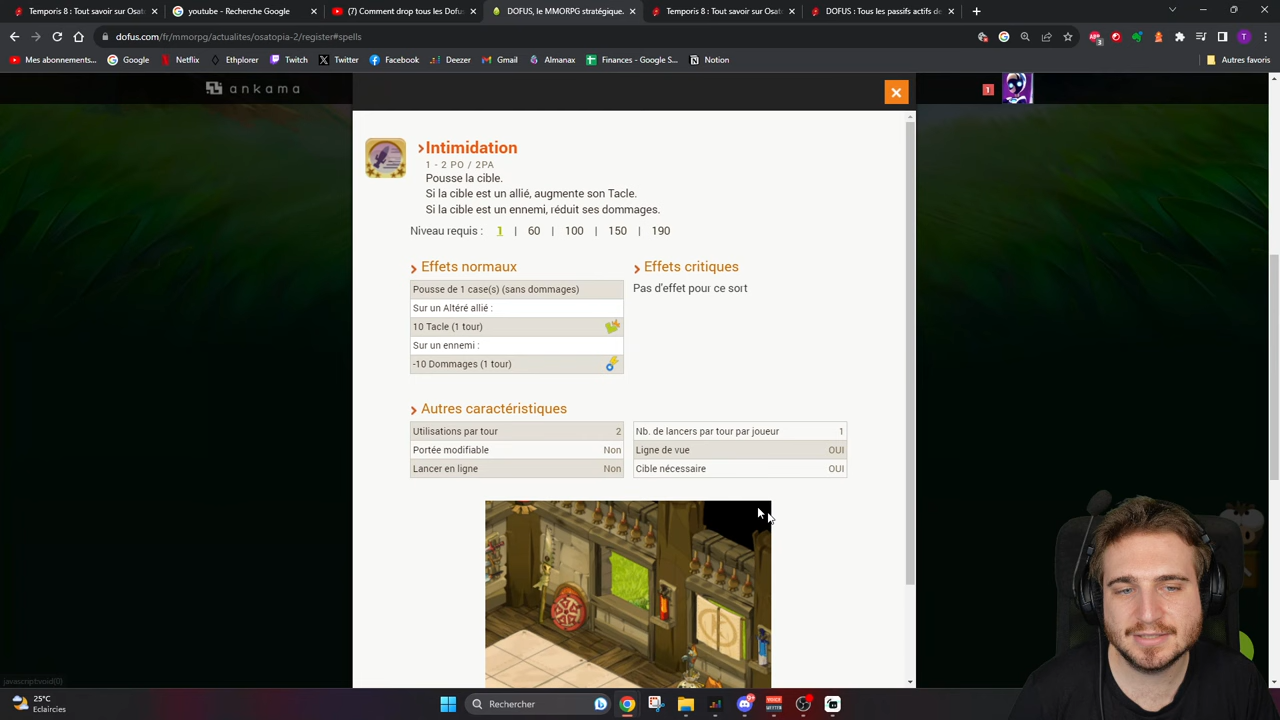 Temporis 8 : Tout savoir sur Osato
youtube - Recherche Google
(7) Comment drop tous les Dofus
DOFUS, le MMORPG stratégique.
Temporis 8 : Tout savoir sur Osato
DOFUS : Tous les passifs actifs de
dofus.com/fr/mmorpg/actualites/osatopia-2/register#spells
Mes abonnements...
Google
Netflix
Ethplorer
Twitch
Twitter
Facebook
Deezer
Gmail
Almanax
Finances - Google S...
Notion
Autres favoris
ankama
1
Intimidation
1 - 2 PO / 2PA
Pousse la cible.
Si la cible est un allié, augmente son Tacle.
Si la cible est un ennemi, réduit ses dommages.
Niveau requis : 1 | 60 | 100 | 150 | 190
Effets normaux
Pousse de 1 case(s) (sans dommages)
Sur un Altéré allié :
10 Tacle (1 tour)
Sur un ennemi :
-10 Dommages (1 tour)
Effets critiques
Pas d'effet pour ce sort
Autres caractéristiques
Utilisations par tour 2
Portée modifiable Non
Lancer en ligne Non
Nb. de lancers par tour par joueur 1
Ligne de vue OUI
Cible nécessaire OUI
javascript:void(0)
25°C
Eclaircies
Rechercher